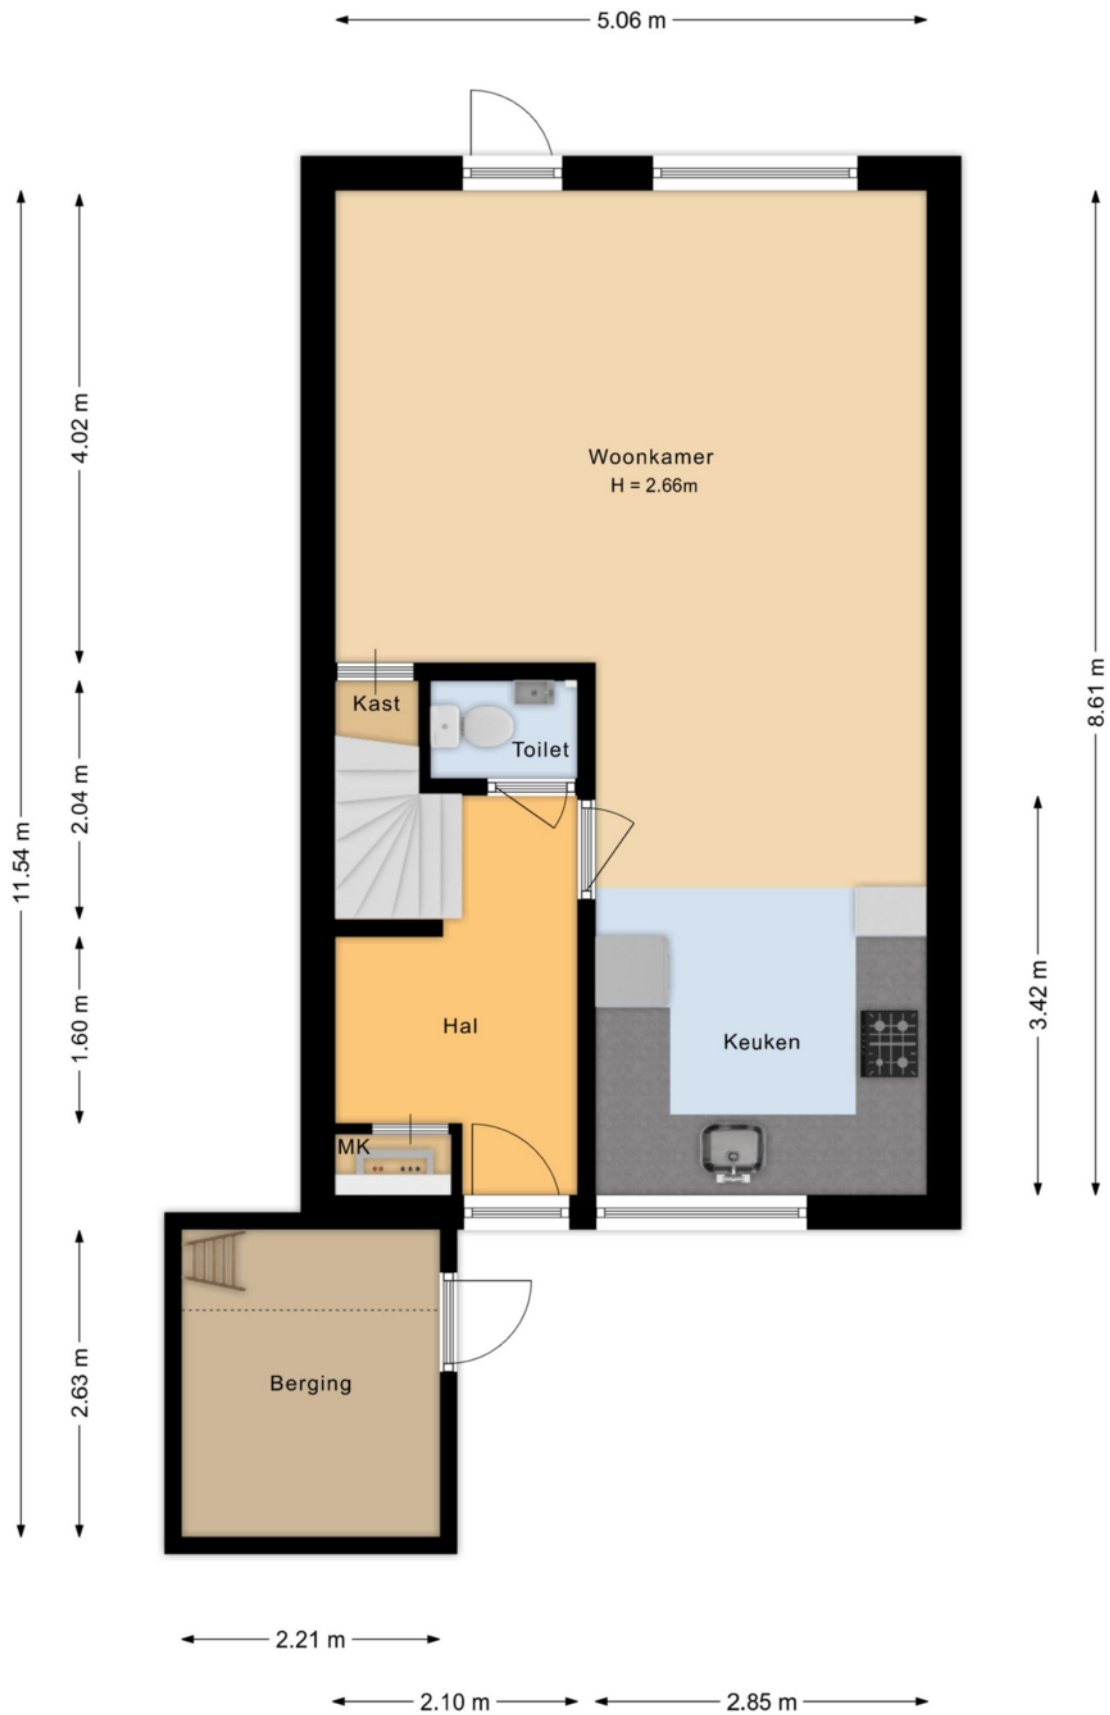 5.06 m
4.02 m
Woonkamer
H = 2.66m
8.61 m
Kast
Toilet
2.04 m
11.54 m
3.42 m
1.60 m
Hal
Keuken
MK
2.63 m
Berging
2.21 m
2.10 m
2.85 m